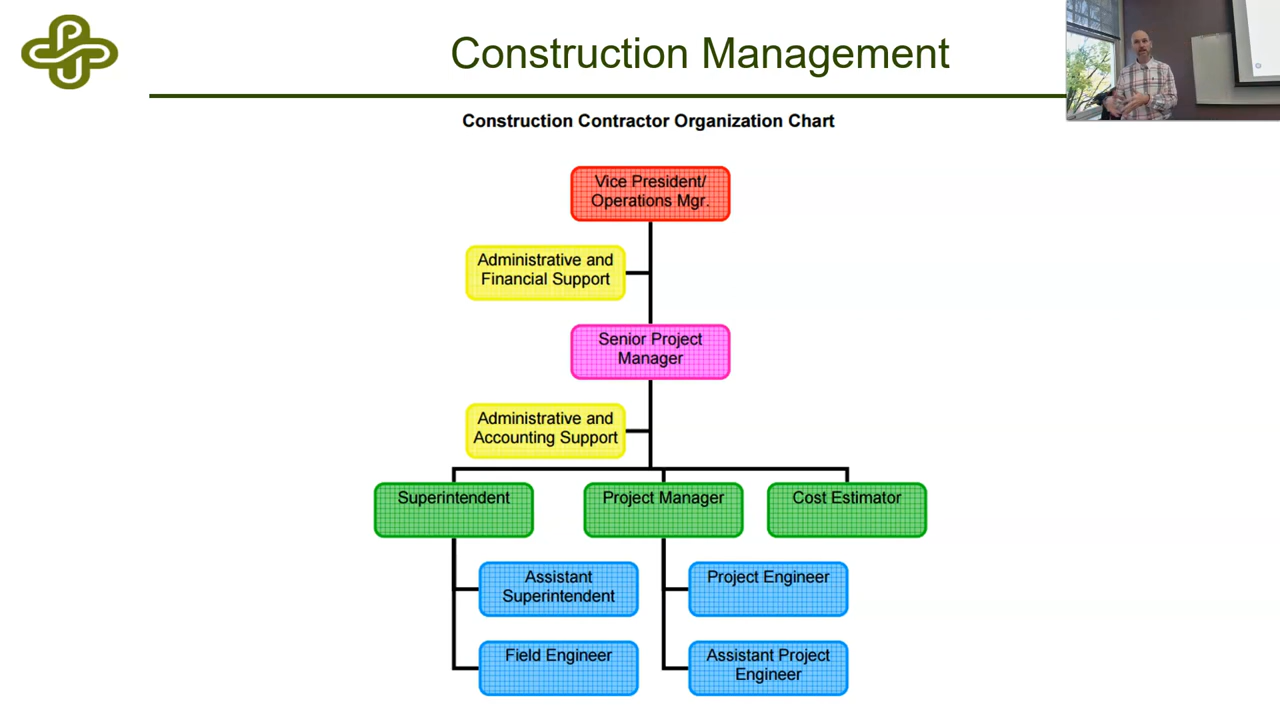 PSU
Construction Management
Construction Contractor Organization Chart
Vice President/
Operations Mgr.
Administrative and
Financial Support
Senior Project
Manager
Administrative and
Accounting Support
Superintendent
Project Manager
Cost Estimator
Assistant
Superintendent
Project Engineer
Field Engineer
Assistant Project
Engineer